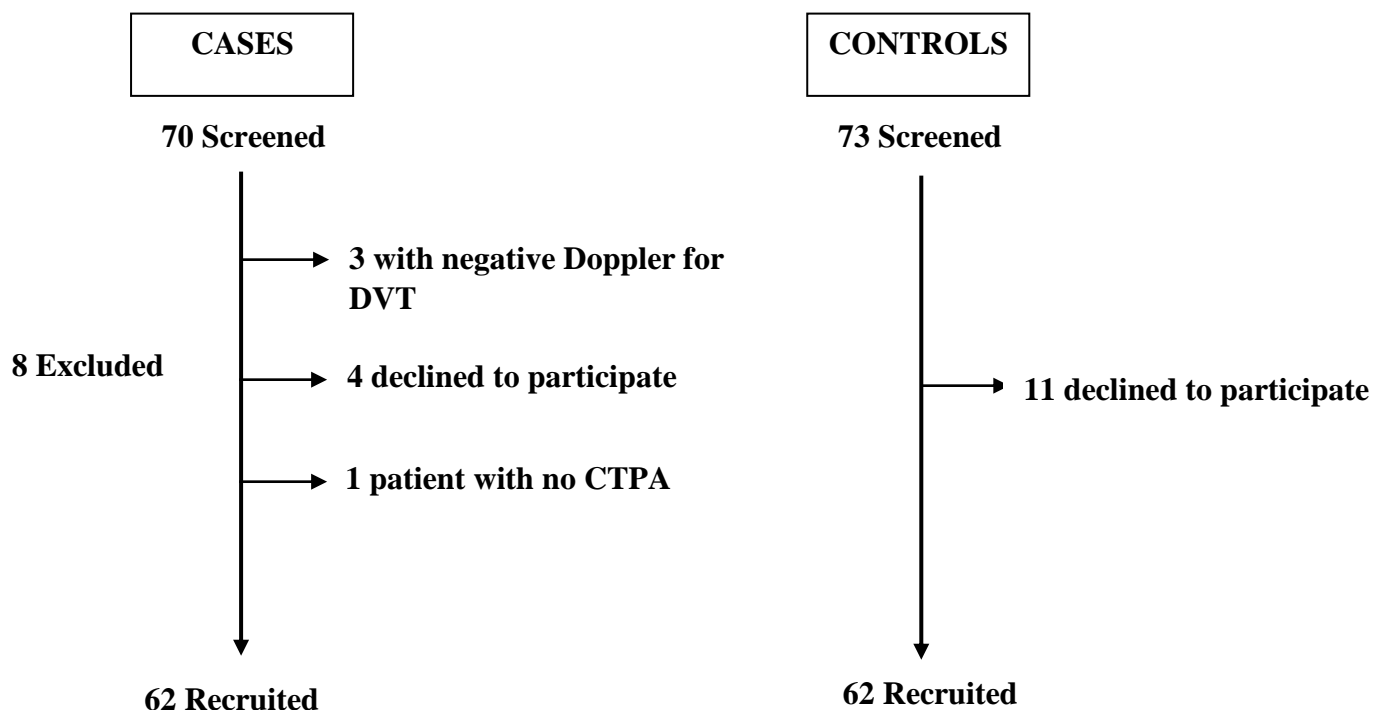 CASES
70 Screened
3 with negative Doppler for
DVT
8 Excluded
4 declined to participate
1 patient with no CTPA
62 Recruited
CONTROLS
73 Screened
11 declined to participate
62 Recruited